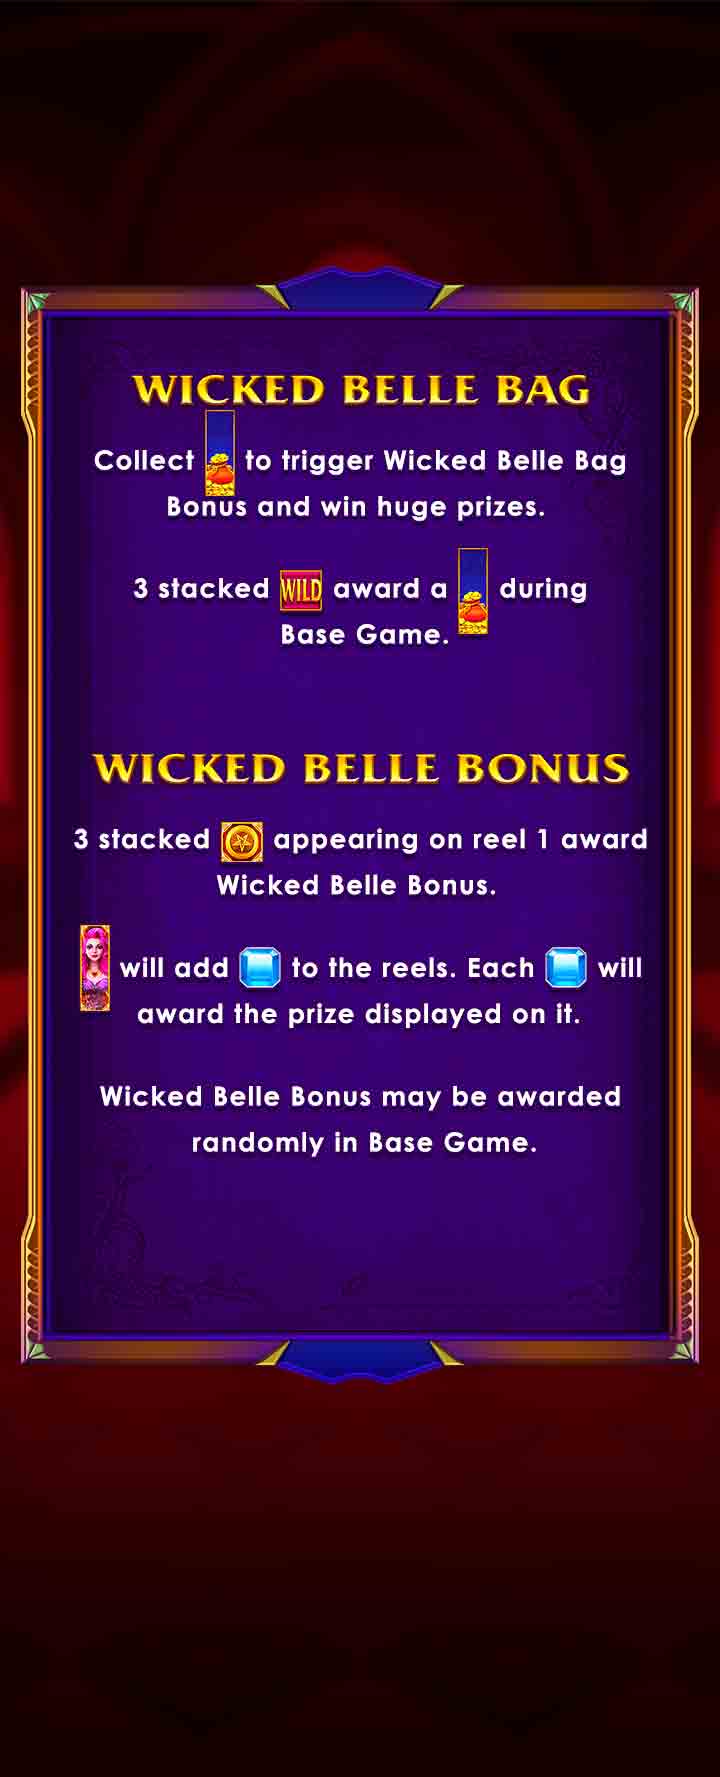 WICKED BELLE BAG
Collect to trigger Wicked Belle Bag
Bonus and win huge prizes.
3 stacked WILD award a during
Base Game.
WICKED BELLE BONUS
3 stacked appearing on reel 1 award
Wicked Belle Bonus.
will add to the reels. Each will
award the prize displayed on it.
Wicked Belle Bonus may be awarded
randomly in Base Game.